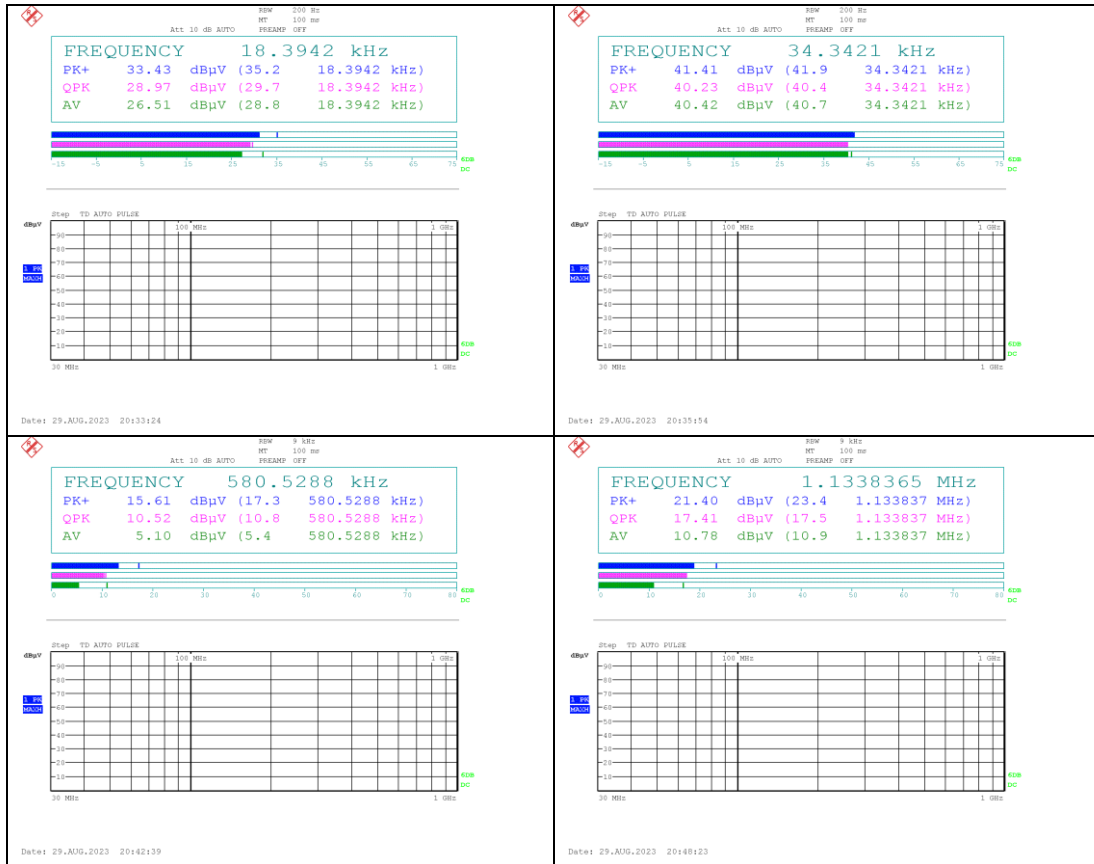 RBW 200 Hz
MT 100 ms
Att 10 dB AUTO PREAMP OFF
FREQUENCY 18.3942 kHz
PK+ 33.43 dBµV (35.2 18.3942 kHz)
QPK 28.97 dBµV (29.7 18.3942 kHz)
AV 26.51 dBµV (28.8 18.3942 kHz)
-15 -5 5 15 25 35 45 55 65 75
6DB
DC
Step TD AUTO PULSE
dBµV
100 MHz 1 GHz
90
80
70
1 PK
MAXH
60
50
40
30
20
10
6DB
DC
30 MHz 1 GHz
Date: 29.AUG.2023 20:33:24
RBW 200 Hz
MT 100 ms
Att 10 dB AUTO PREAMP OFF
FREQUENCY 34.3421 kHz
PK+ 41.41 dBµV (41.9 34.3421 kHz)
QPK 40.23 dBµV (40.4 34.3421 kHz)
AV 40.42 dBµV (40.7 34.3421 kHz)
-15 -5 5 15 25 35 45 55 65 75
6DB
DC
Step TD AUTO PULSE
dBµV
100 MHz 1 GHz
90
80
70
1 PK
MAXH
60
50
40
30
20
10
6DB
DC
30 MHz 1 GHz
Date: 29.AUG.2023 20:35:54
RBW 9 kHz
MT 100 ms
Att 10 dB AUTO PREAMP OFF
FREQUENCY 580.5288 kHz
PK+ 15.61 dBµV (17.3 580.5288 kHz)
QPK 10.52 dBµV (10.8 580.5288 kHz)
AV 5.10 dBµV (5.4 580.5288 kHz)
0 10 20 30 40 50 60 70 80
6DB
DC
Step TD AUTO PULSE
dBµV
100 MHz 1 GHz
90
80
70
1 PK
MAXH
60
50
40
30
20
10
6DB
DC
30 MHz 1 GHz
Date: 29.AUG.2023 20:42:39
RBW 9 kHz
MT 100 ms
Att 10 dB AUTO PREAMP OFF
FREQUENCY 1.1338365 MHz
PK+ 21.40 dBµV (23.4 1.133837 MHz)
QPK 17.41 dBµV (17.5 1.133837 MHz)
AV 10.78 dBµV (10.9 1.133837 MHz)
0 10 20 30 40 50 60 70 80
6DB
DC
Step TD AUTO PULSE
dBµV
100 MHz 1 GHz
90
80
70
1 PK
MAXH
60
50
40
30
20
10
6DB
DC
30 MHz 1 GHz
Date: 29.AUG.2023 20:48:23